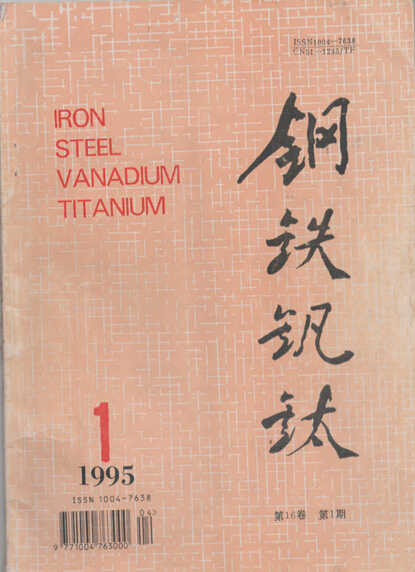 ISSN1004—7638
CN51—1245/TF
IRON
STEEL
VANADIUM
TITANIUM
钢
铁
钒
钛
1
1995
ISSN 1004-7638
04>
9 771004 763000
第16卷 第1期